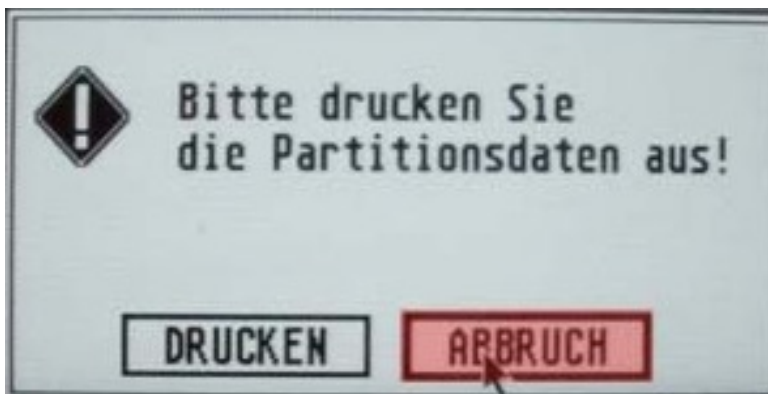 Bitte drucken Sie
die Partitionsdaten aus!
DRUCKEN
ABBRUCH